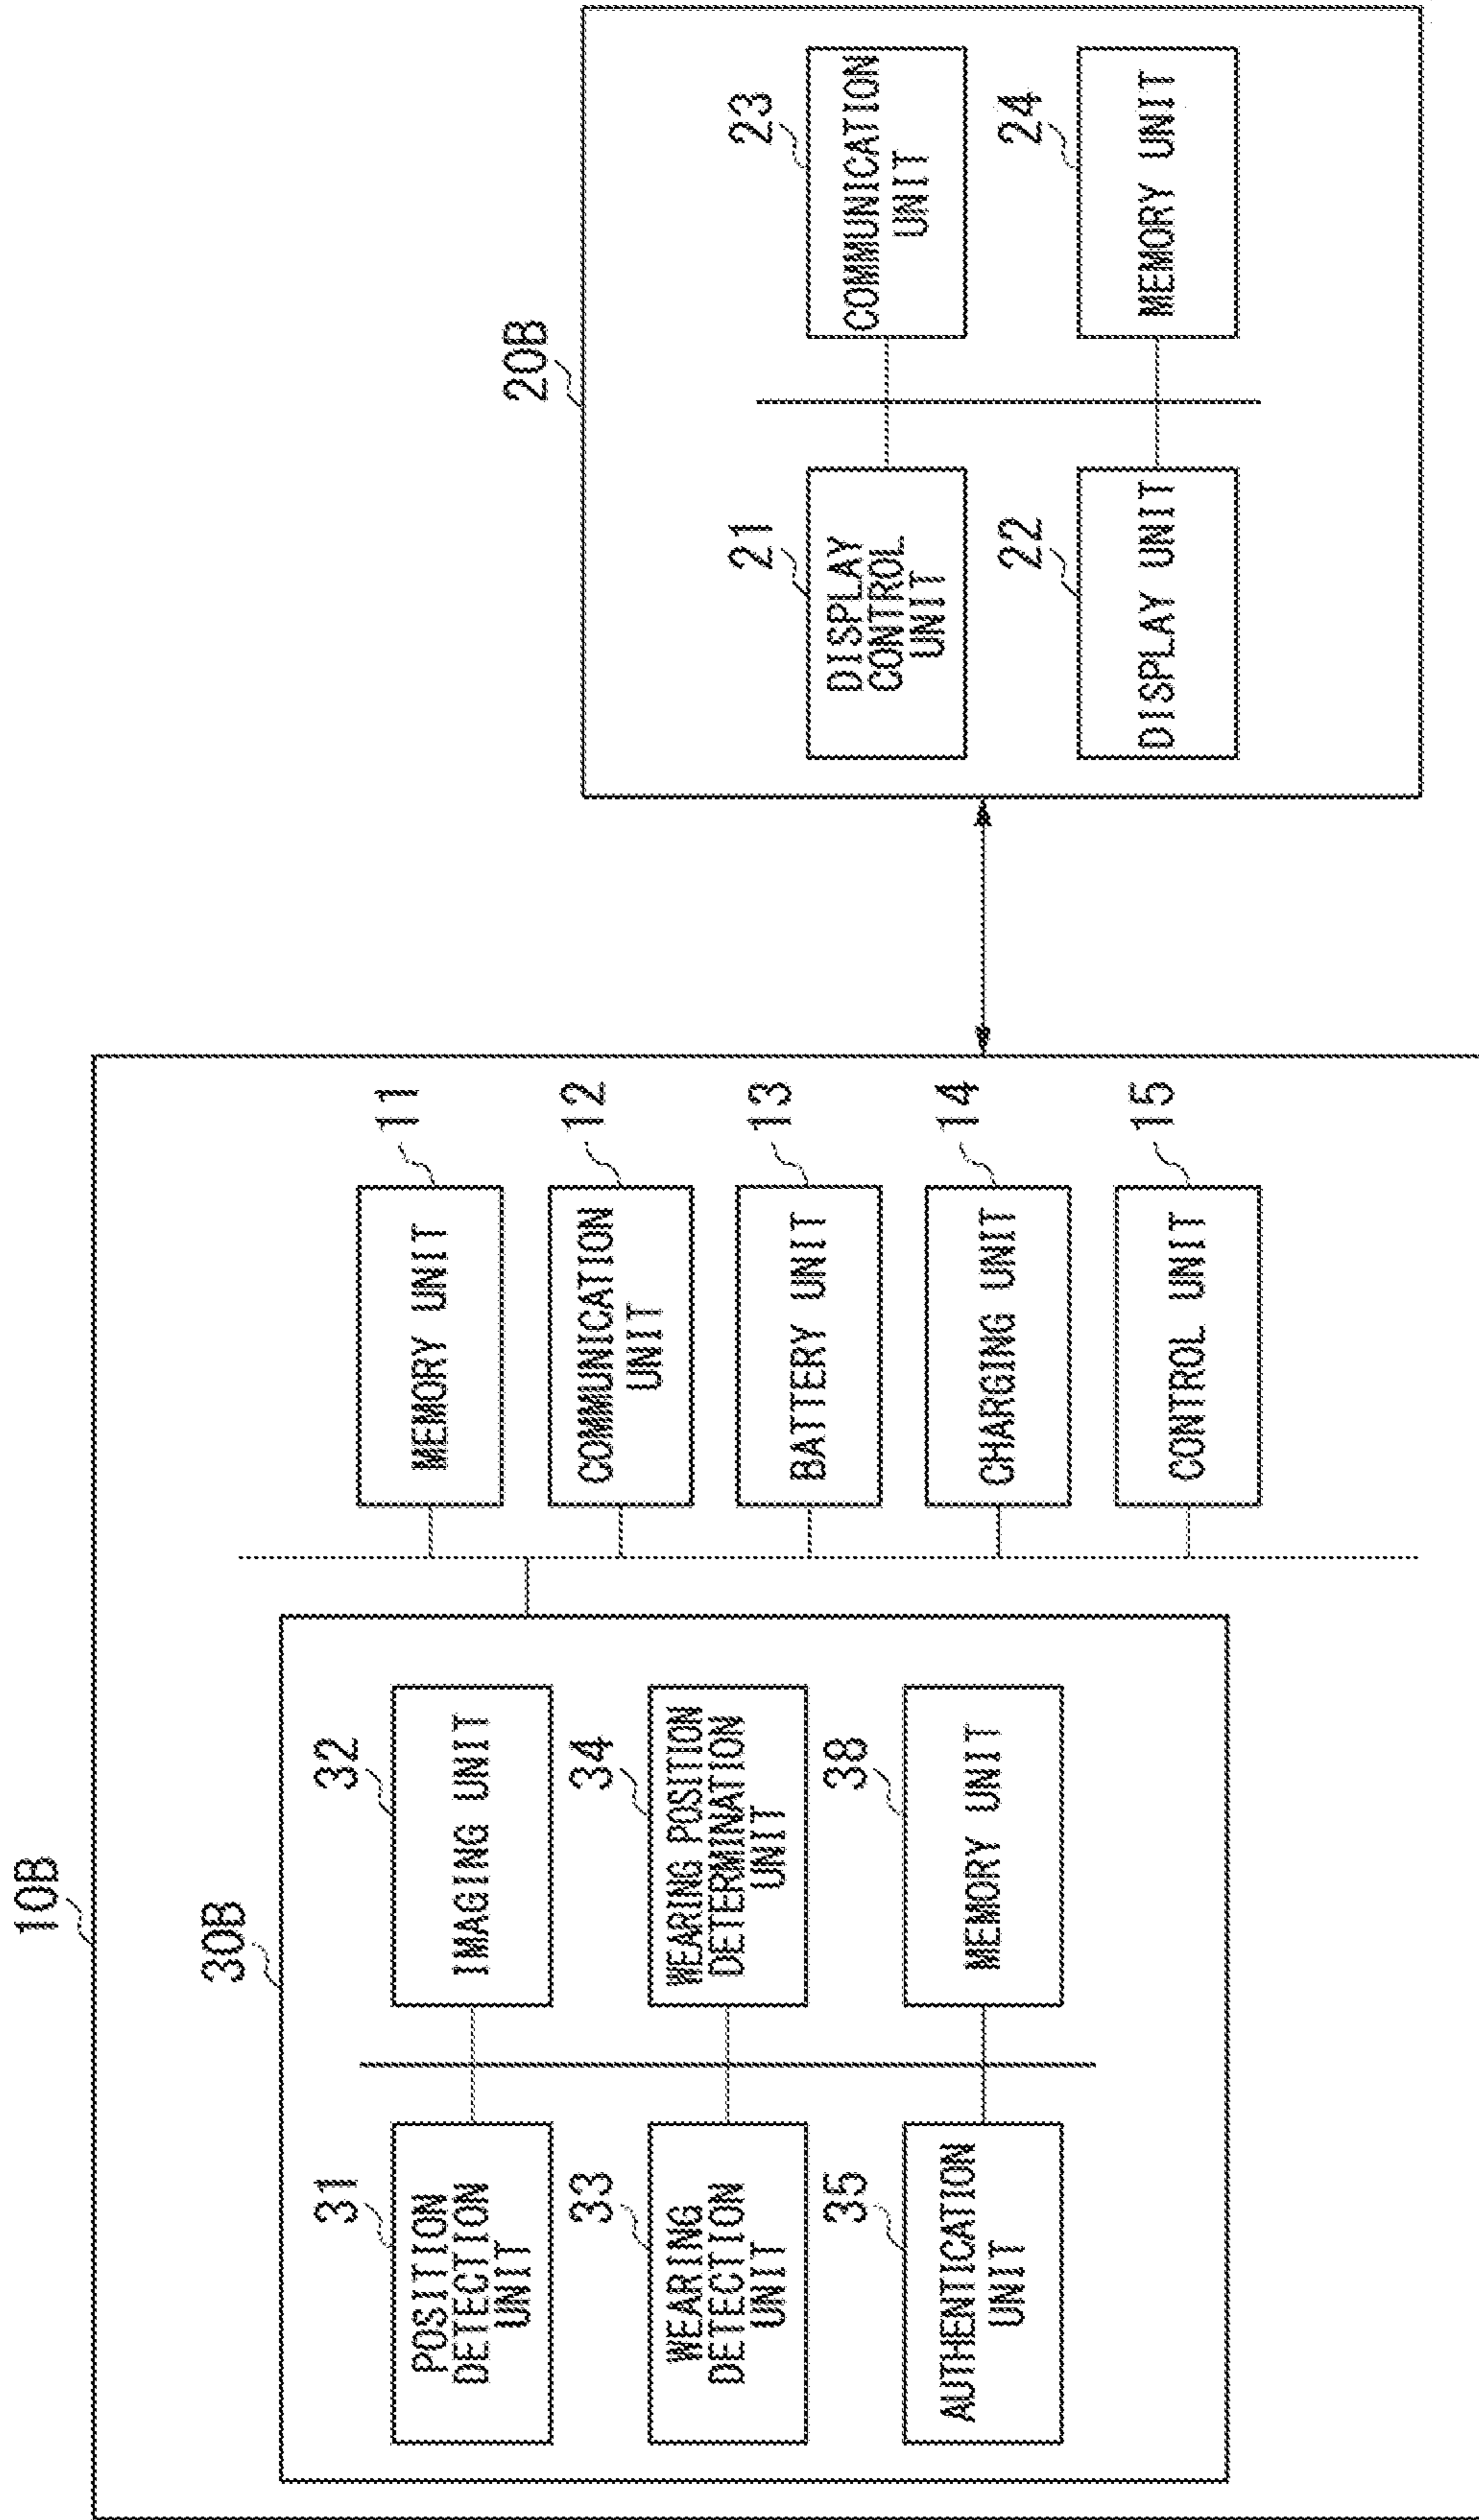 10B
30B
31
POSITION
DETECTION
UNIT
32
IMAGING UNIT
33
WEARING
DETECTION
UNIT
34
WEARING POSITION
DETERMINATION
UNIT
35
AUTHENTICATION
UNIT
38
MEMORY UNIT
MEMORY UNIT
11
COMMUNICATION
UNIT
12
BATTERY UNIT
13
CHARGING UNIT
14
CONTROL UNIT
15
20B
21
DISPLAY
CONTROL
UNIT
23
COMMUNICATION
UNIT
22
DISPLAY UNIT
24
MEMORY UNIT